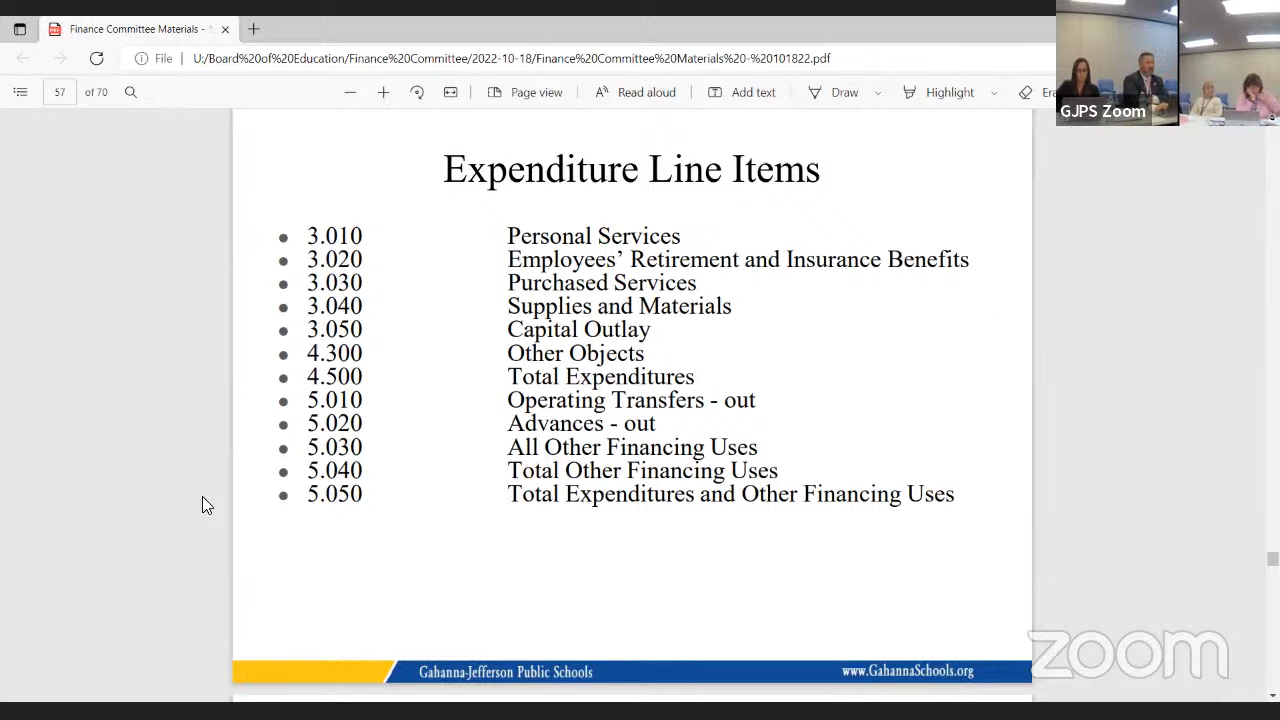 Finance Committee Materials -
File
U:/Board%20of%20Education/Finance%20Committee/2022-10-18/Finance%20Committee%20Materials%20-%20101822.pdf
57 of 70
Page view
Read aloud
Add text
Draw
Highlight
Era
GJPS Zoom
Expenditure Line Items
• 3.010 Personal Services
• 3.020 Employees’ Retirement and Insurance Benefits
• 3.030 Purchased Services
• 3.040 Supplies and Materials
• 3.050 Capital Outlay
• 4.300 Other Objects
• 4.500 Total Expenditures
• 5.010 Operating Transfers - out
• 5.020 Advances - out
• 5.030 All Other Financing Uses
• 5.040 Total Other Financing Uses
• 5.050 Total Expenditures and Other Financing Uses
Gahanna-Jefferson Public Schools
www.GahannaSchools.org
zoom